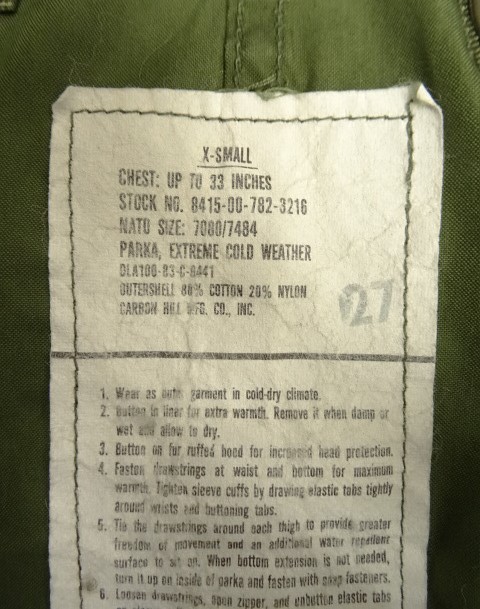 X-SMALL
CHEST: UP TO 33 INCHES
STOCK NO. 8415-00-782-3216
NATO SIZE: 7080/7484
PARKA, EXTREME COLD WEATHER
DLA100-83-C-0441
OUTERSHELL 80% COTTON 20% NYLON
CARBON HILL MFG. CO., INC.
27
1. Wear as outer garment in cold-dry climate.
2. Button in liner for extra warmth. Remove it when damp or
wet and allow to dry.
3. Button on fur ruffed hood for increased head protection.
4. Fasten drawstrings at waist and bottom for maximum
warmth. Tighten sleeve cuffs by drawing elastic tabs tightly
around wrists and buttoning tabs.
5. Tie the drawstrings around each thigh to provide greater
freedom of movement and an additional water repellent
surface to sit on. When bottom extension is not needed,
turn it up on inside of parka and fasten with snap fasteners.
6. Loosen drawstrings, open zipper, and unbutton elastic tabs